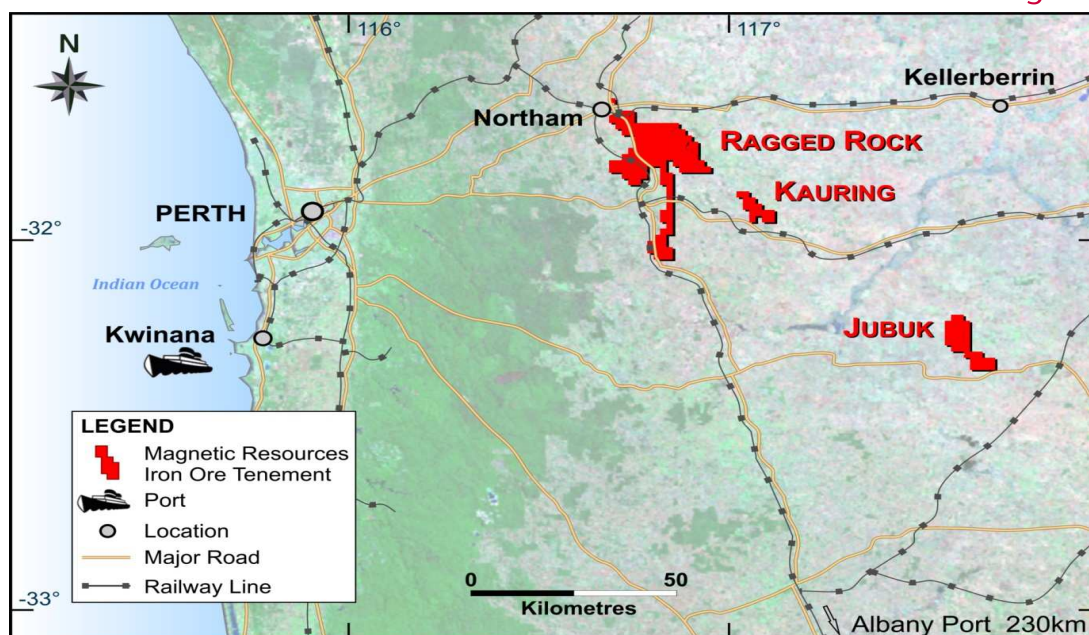 116°
117°
N
Kellerberrin
Northam
RAGGED ROCK
KAURING
PERTH
-32°
Indian Ocean
JUBUK
Kwinana
LEGEND
Magnetic Resources
Iron Ore Tenement
Port
Location
Major Road
Railway Line
0 50
Kilometres
-33°
Albany Port 230km